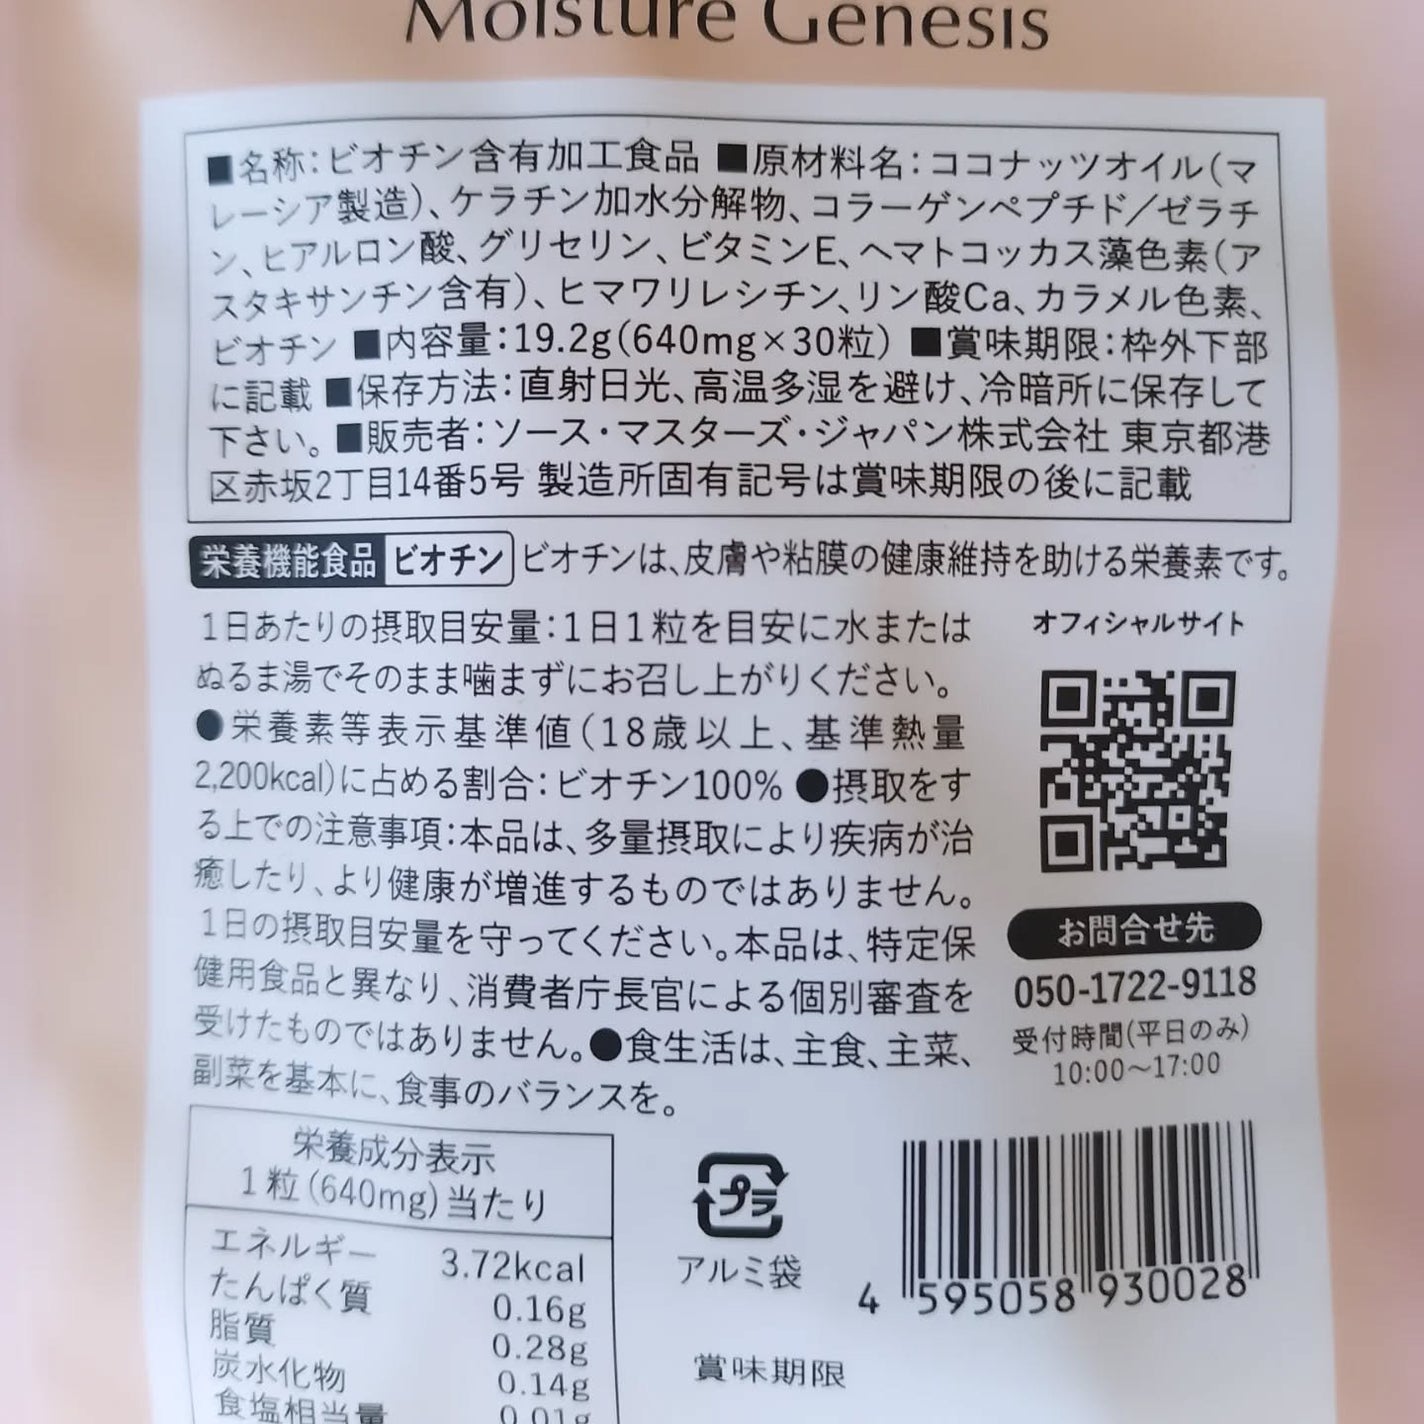 Moisture Genesis
■名称：ビオチン含有加工食品 ■原材料名：ココナッツオイル（マ
レーシア製造）、ケラチン加水分解物、コラーゲンペプチド／ゼラチ
ン、ヒアルロン酸、グリセリン、ビタミンE、ヘマトコッカス藻色素（ア
スタキサンチン含有）、ヒマワリレシチン、リン酸Ca、カラメル色素、
ビオチン ■内容量：19.2g（640mg×30粒） ■賞味期限：枠外下部
に記載 ■保存方法：直射日光、高温多湿を避け、冷暗所に保存して
下さい。 ■販売者：ソース・マスターズ・ジャパン株式会社 東京都港
区赤坂2丁目14番5号 製造所固有記号は賞味期限の後に記載
栄養機能食品 ビオチン ビオチンは、皮膚や粘膜の健康維持を助ける栄養素です。
1日あたりの摂取目安量：1日1粒を目安に水または
ぬるま湯でそのまま噛まずにお召し上がりください。
●栄養素等表示基準値（18歳以上、基準熱量
2,200kcal）に占める割合：ビオチン100% ●摂取をす
る上での注意事項：本品は、多量摂取により疾病が治
癒したり、より健康が増進するものではありません。
1日の摂取目安量を守ってください。本品は、特定保
健用食品と異なり、消費者庁長官による個別審査を
受けたものではありません。●食生活は、主食、主菜、
副菜を基本に、食事のバランスを。
オフィシャルサイト
お問合せ先
050-1722-9118
受付時間(平日のみ)
10:00〜17:00
栄養成分表示
1粒(640mg)当たり
エネルギー 3.72kcal
たんぱく質 0.16g
脂質 0.28g
炭水化物 0.14g
食塩相当量 0.01g
プラ
アルミ袋
4 595058 930028
賞味期限